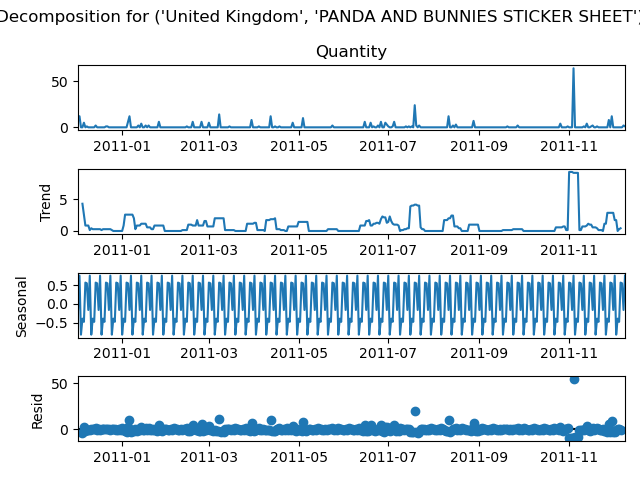 Decomposition for ('United Kingdom', 'PANDA AND BUNNIES STICKER SHEET')
Quantity
50
0
2011-01 2011-03 2011-05 2011-07 2011-09 2011-11
Trend
5
0
2011-01 2011-03 2011-05 2011-07 2011-09 2011-11
Seasonal
0.5
0.0
−0.5
2011-01 2011-03 2011-05 2011-07 2011-09 2011-11
Resid
50
0
2011-01 2011-03 2011-05 2011-07 2011-09 2011-11